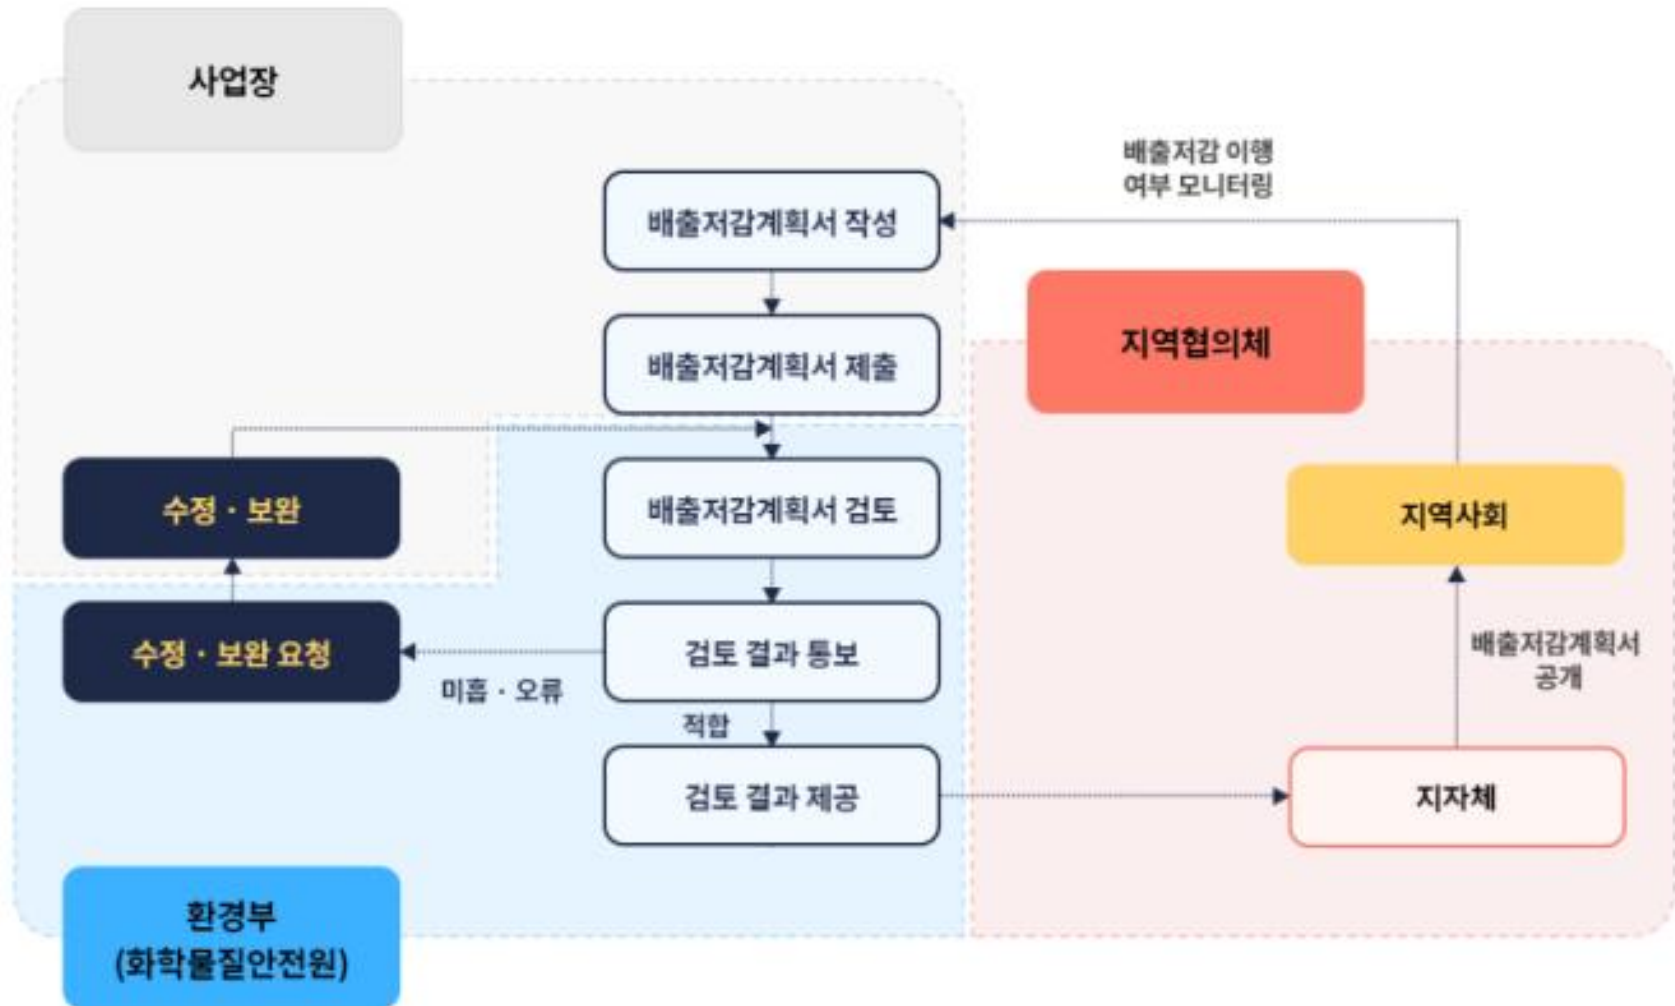 사업장
배출저감 이행
여부 모니터링
배출저감계획서 작성
지역협의체
배출저감계획서 제출
수정 · 보완
배출저감계획서 검토
지역사회
수정 · 보완 요청
미흡 · 오류
검토 결과 통보
배출저감계획서
공개
적합
검토 결과 제공
지자체
환경부
(화학물질안전원)